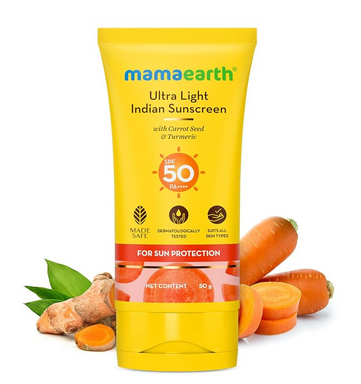 mamaearth®
Ultra Light
Indian Sunscreen
with Carrot Seed
& Turmeric
SPF
50
PA++++
MADE
SAFE
DERMATOLOGICALLY
TESTED
SUITS ALL
SKIN TYPES
FOR SUN PROTECTION
NET CONTENT 50 g